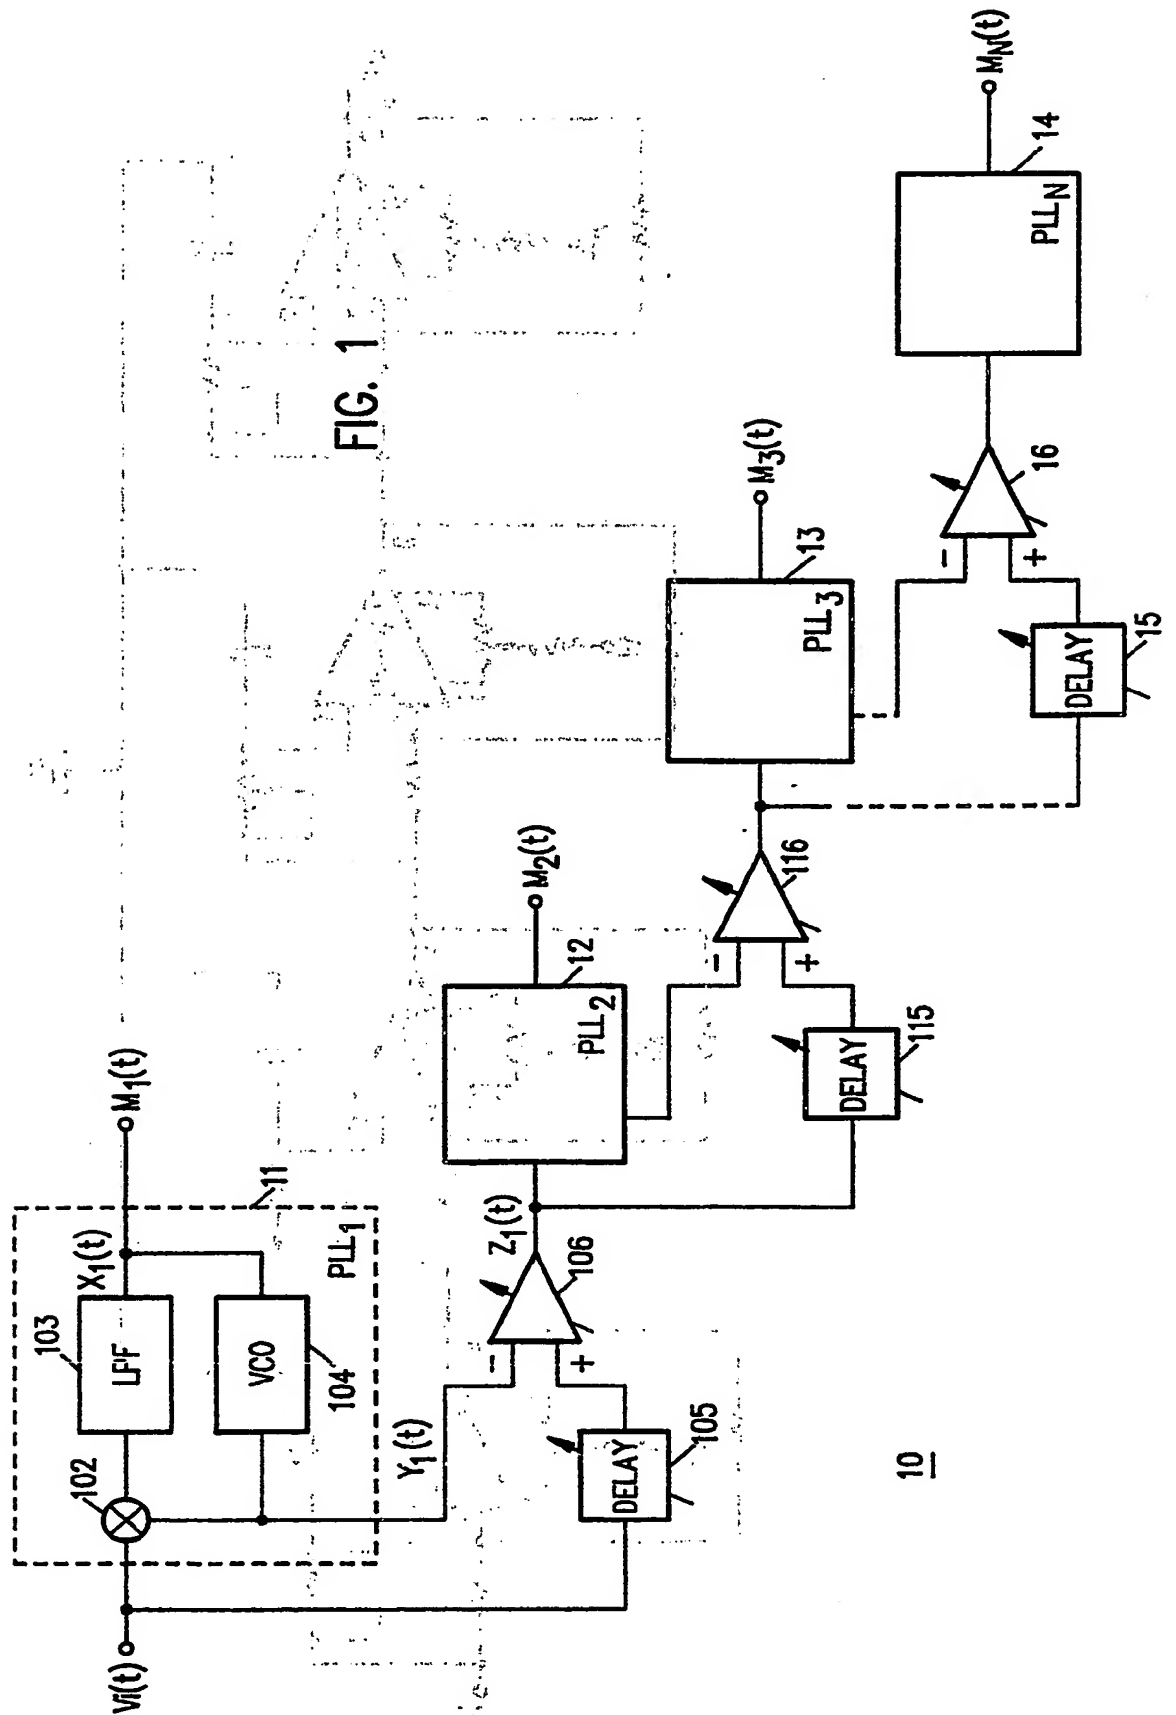 FIG. 1
Vi(t)
102
103
LPF
X1(t)
M1(t)
VCO
104
PLL1
11
Y1(t)
-
+
DELAY
105
106
Z1(t)
PLL2
12
M2(t)
-
+
DELAY
115
116
PLL3
13
M3(t)
-
+
DELAY
15
16
PLLN
14
MN(t)
10